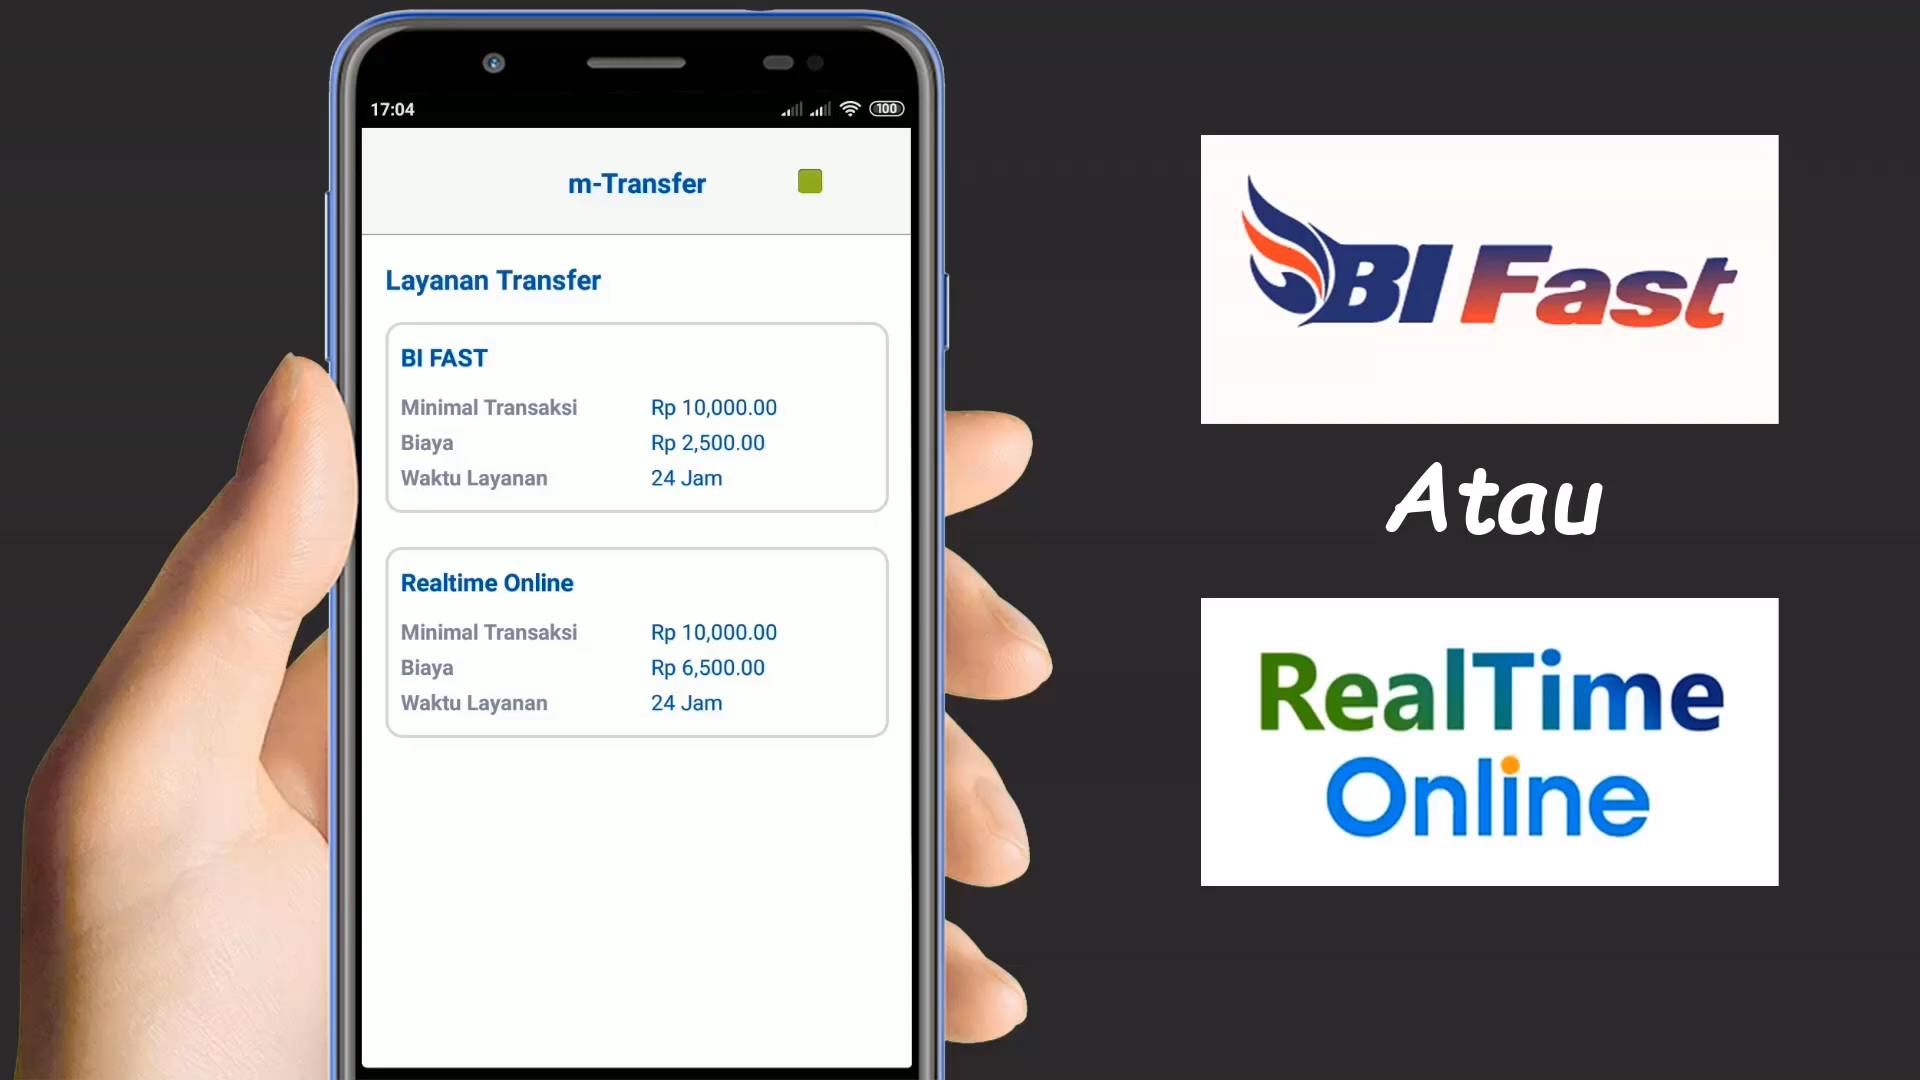 17:04
100
m-Transfer
Layanan Transfer
BI FAST
Minimal Transaksi Rp 10,000.00
Biaya Rp 2,500.00
Waktu Layanan 24 Jam
Realtime Online
Minimal Transaksi Rp 10,000.00
Biaya Rp 6,500.00
Waktu Layanan 24 Jam
BI Fast
Atau
RealTime
Online